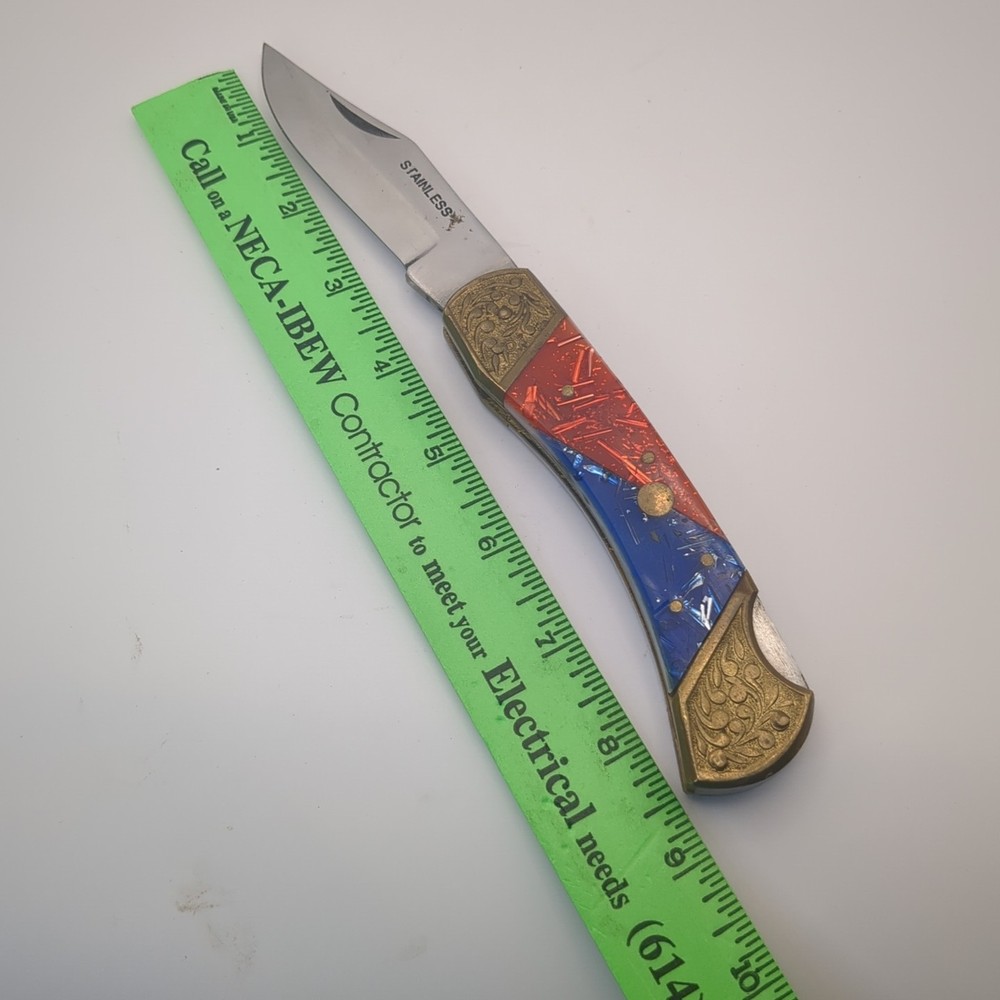 STAINLESS
1 2 3 4 5 6 7 8 9 10
Call on a NECA-IBEW Contractor to meet your Electrical needs (614)